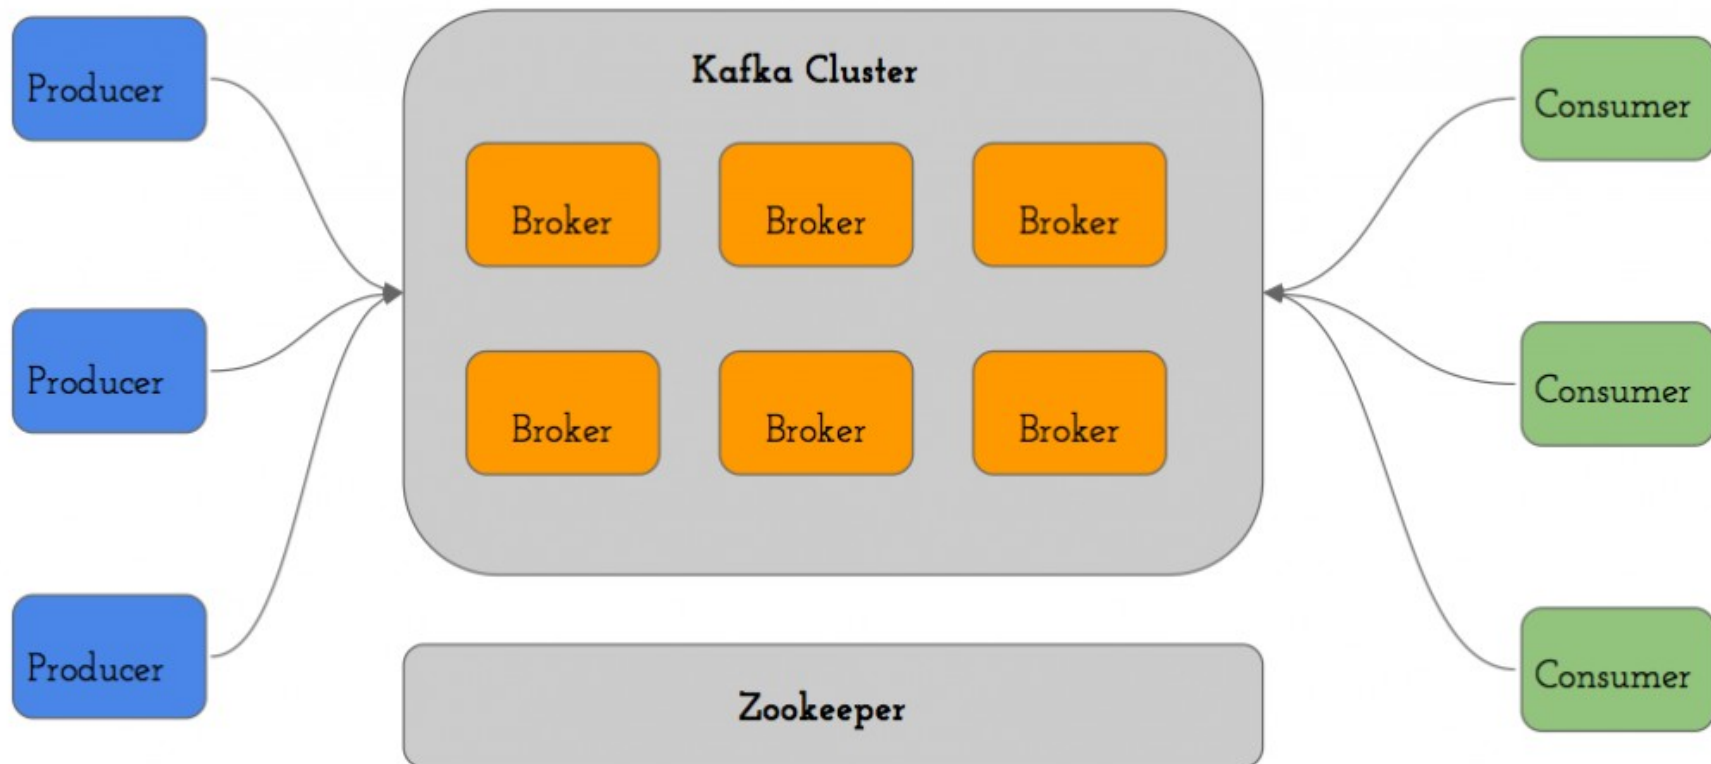 Kafka Cluster
Producer
Consumer
Broker
Broker
Broker
Producer
Consumer
Broker
Broker
Broker
Producer
Consumer
Zookeeper